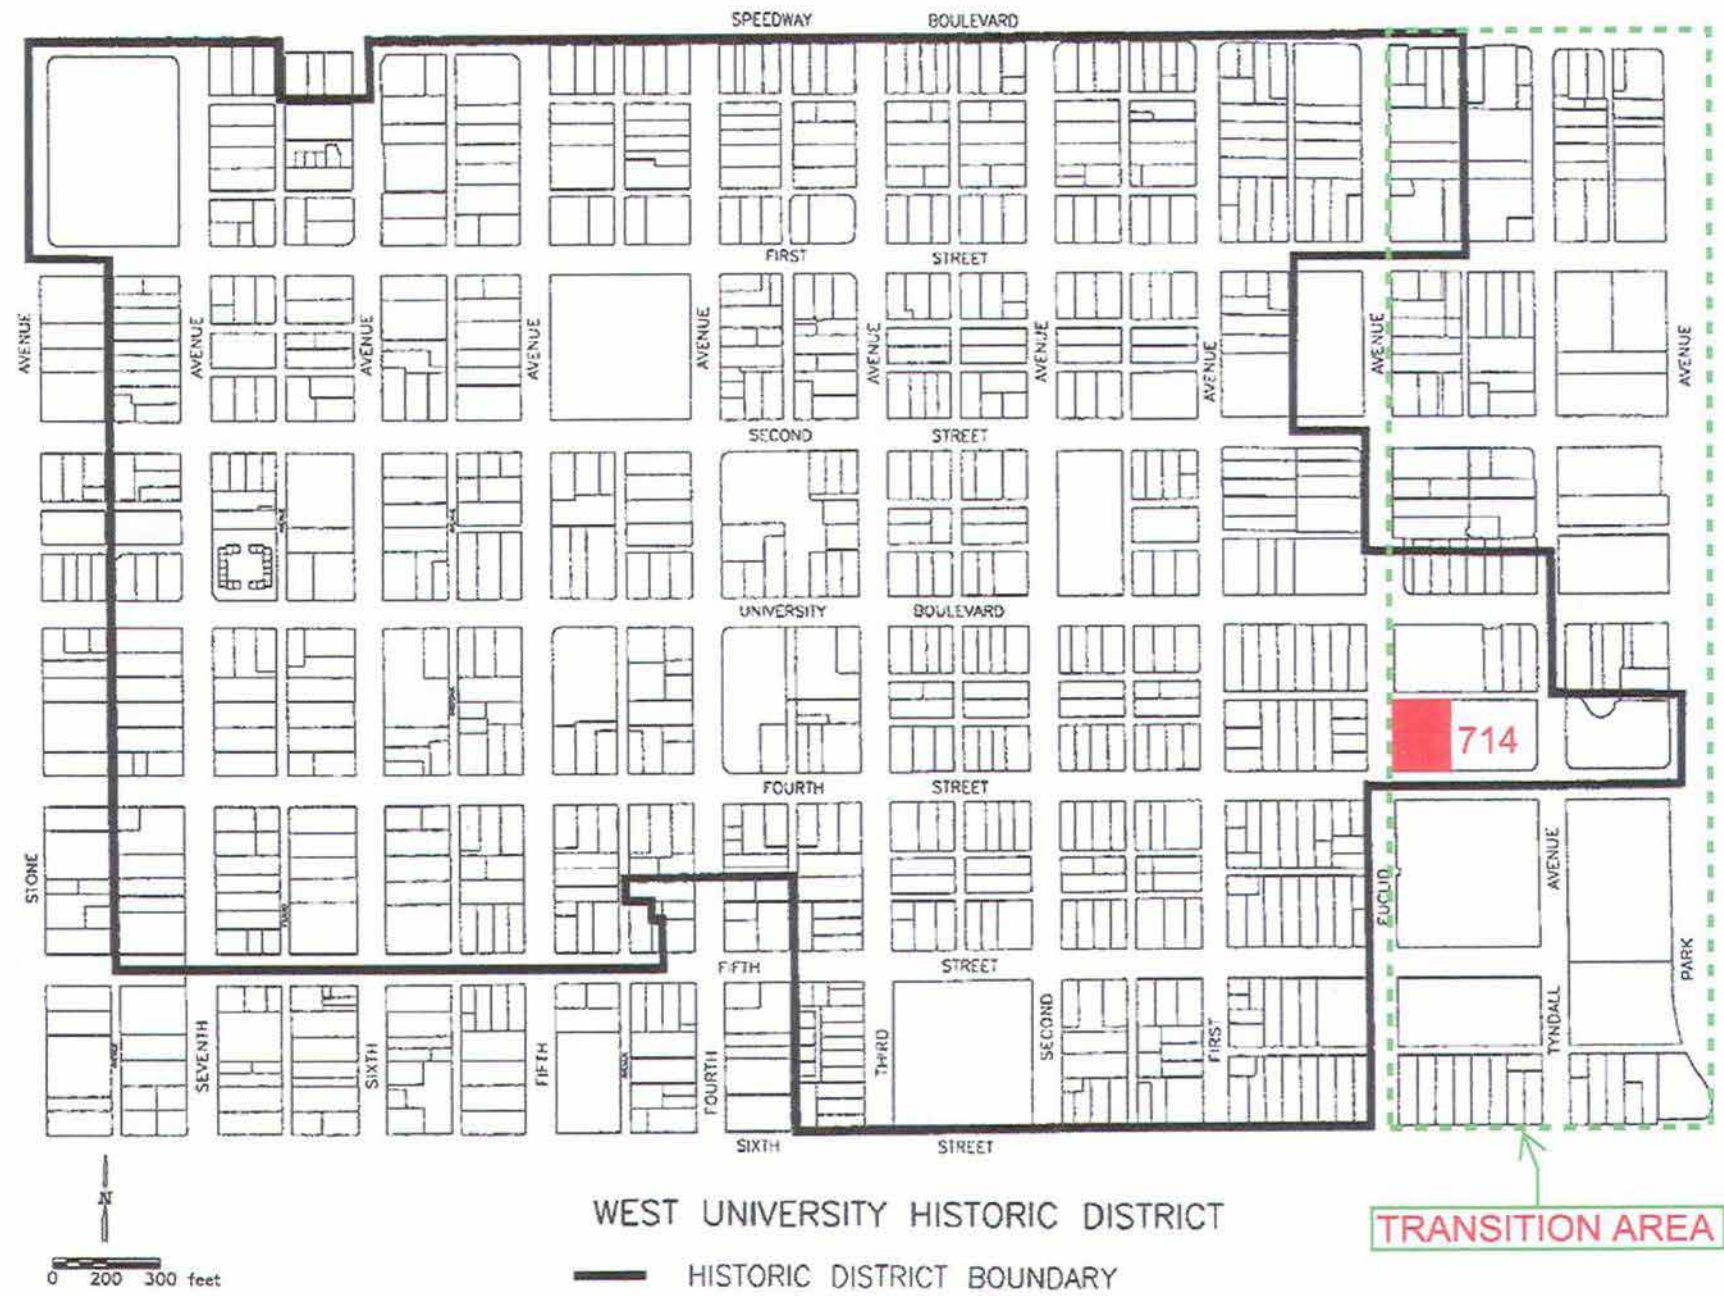 SPEEDWAY BOULEVARD
FIRST STREET
AVENUE AVENUE AVENUE AVENUE AVENUE AVENUE AVENUE AVENUE AVENUE AVENUE
SECOND STREET
UNIVERSITY BOULEVARD
714
FOURTH STREET
STONE
EUCLID
AVENUE
FIFTH STREET
PARK
SEVENTH
SIXTH
FIFTH
FOURTH
THIRD
SECOND
FIRST
TYNDALL
SIXTH STREET
N
0 200 300 feet
WEST UNIVERSITY HISTORIC DISTRICT
HISTORIC DISTRICT BOUNDARY
TRANSITION AREA